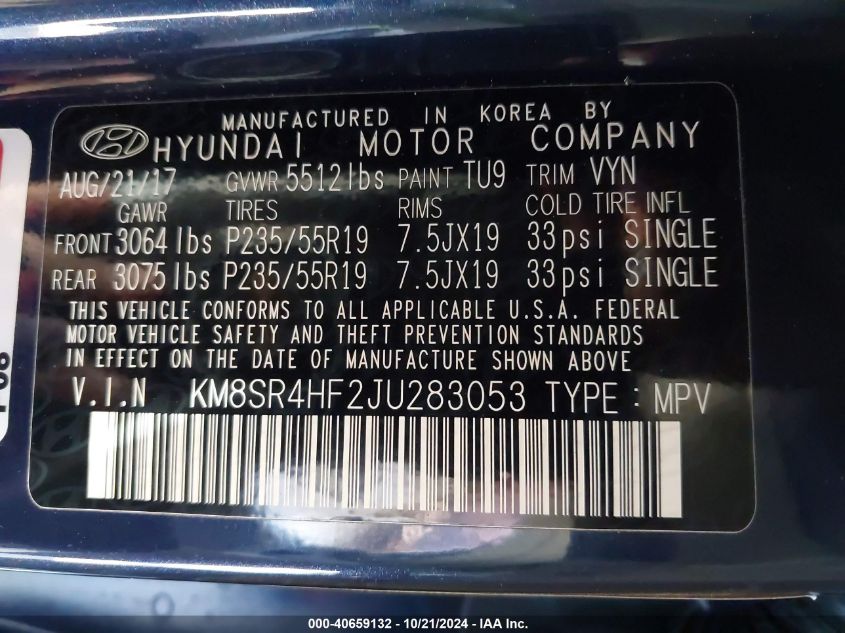 MANUFACTURED IN KOREA BY
HYUNDAI MOTOR COMPANY
AUG/21/17 GVWR 5512lbs PAINT TU9 TRIM VYN
GAWR TIRES RIMS COLD TIRE INFL
FRONT 3064 lbs P235/55R19 7.5JX19 33psi SINGLE
REAR 3075 lbs P235/55R19 7.5JX19 33psi SINGLE
THIS VEHICLE CONFORMS TO ALL APPLICABLE U.S.A. FEDERAL
MOTOR VEHICLE SAFETY AND THEFT PREVENTION STANDARDS
IN EFFECT ON THE DATE OF MANUFACTURE SHOWN ABOVE
V.I.N KM8SR4HF2JU283053 TYPE : MPV
000-40659132 - 10/21/2024 - IAA Inc.